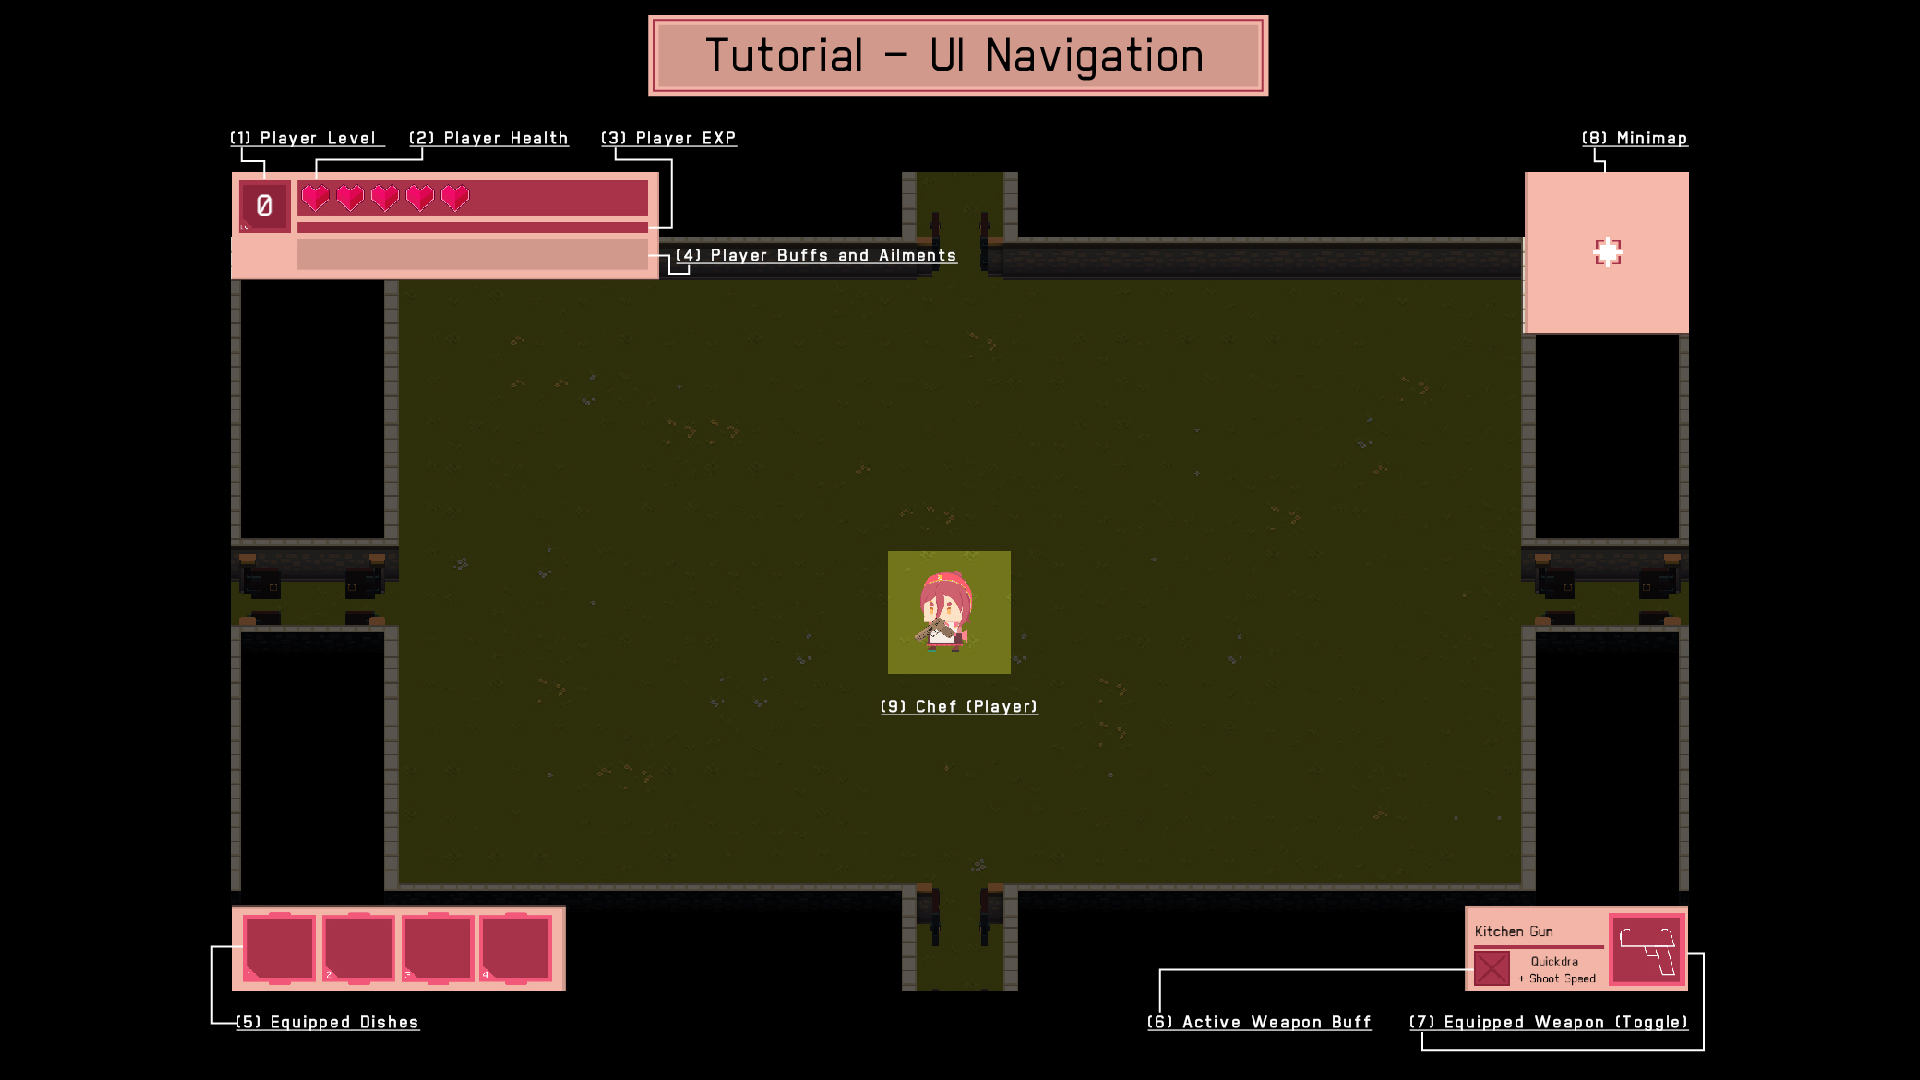 Tutorial - UI Navigation
(1) Player Level
(2) Player Health
(3) Player EXP
(8) Minimap
0
(4) Player Buffs and Ailments
(9) Chef (Player)
2
3
4
Kitchen Gun
Quickdra
+ Shoot Speed
(5) Equipped Dishes
(6) Active Weapon Buff
(7) Equipped Weapon (Toggle)